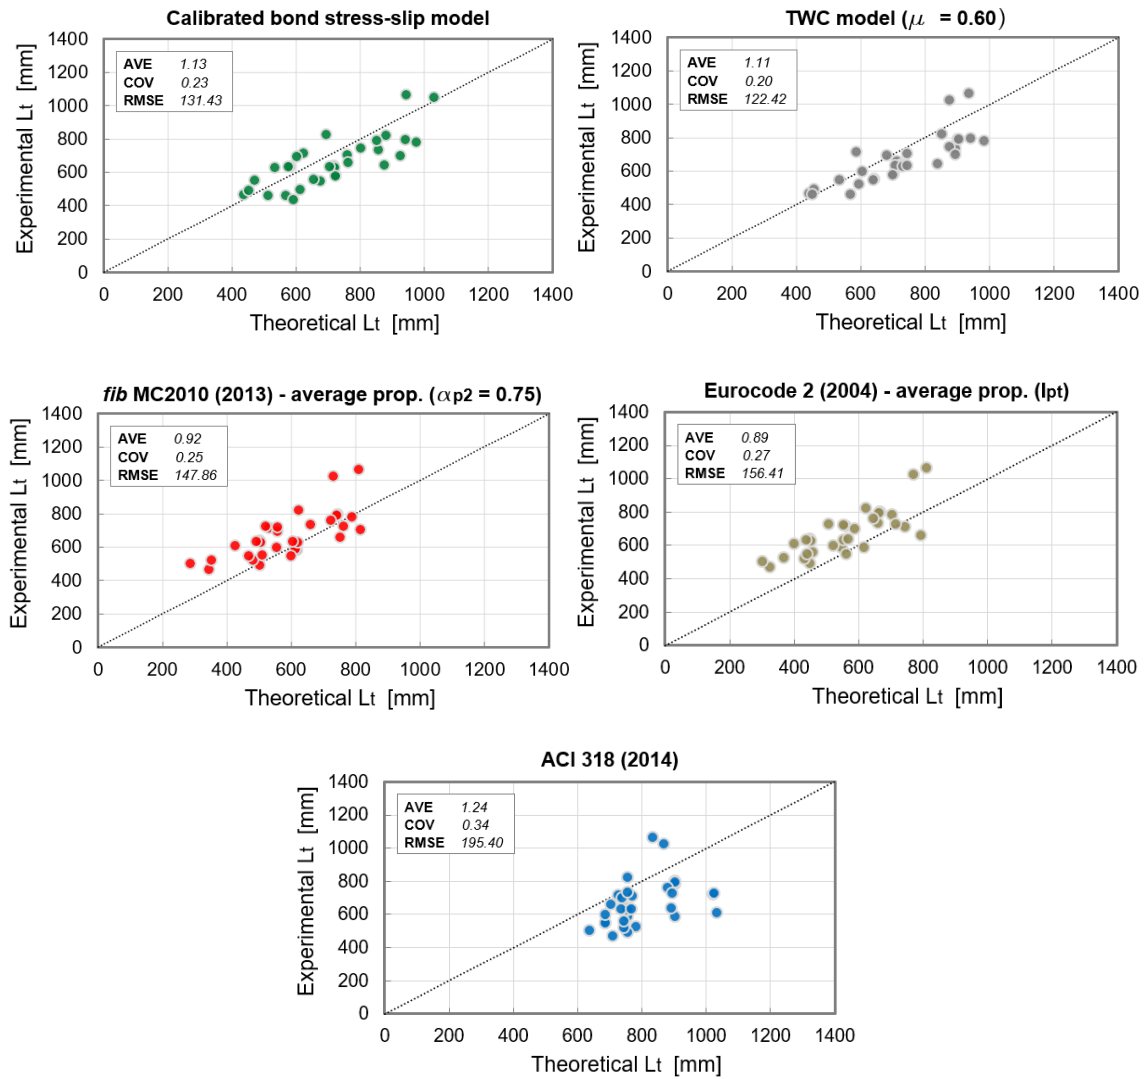 Calibrated bond stress-slip model
AVE 1.13
COV 0.23
RMSE 131.43
Experimental Lt [mm]
1400
1200
1000
800
600
400
200
0
0 200 400 600 800 1000 1200 1400
Theoretical Lt [mm]
TWC model (μ = 0.60)
AVE 1.11
COV 0.20
RMSE 122.42
Experimental Lt [mm]
1400
1200
1000
800
600
400
200
0
0 200 400 600 800 1000 1200 1400
Theoretical Lt [mm]
fib MC2010 (2013) - average prop. (αp2 = 0.75)
AVE 0.92
COV 0.25
RMSE 147.86
Experimental Lt [mm]
1400
1200
1000
800
600
400
200
0
0 200 400 600 800 1000 1200 1400
Theoretical Lt [mm]
Eurocode 2 (2004) - average prop. (lpt)
AVE 0.89
COV 0.27
RMSE 156.41
Experimental Lt [mm]
1400
1200
1000
800
600
400
200
0
0 200 400 600 800 1000 1200 1400
Theoretical Lt [mm]
ACI 318 (2014)
AVE 1.24
COV 0.34
RMSE 195.40
Experimental Lt [mm]
1400
1200
1000
800
600
400
200
0
0 200 400 600 800 1000 1200 1400
Theoretical Lt [mm]